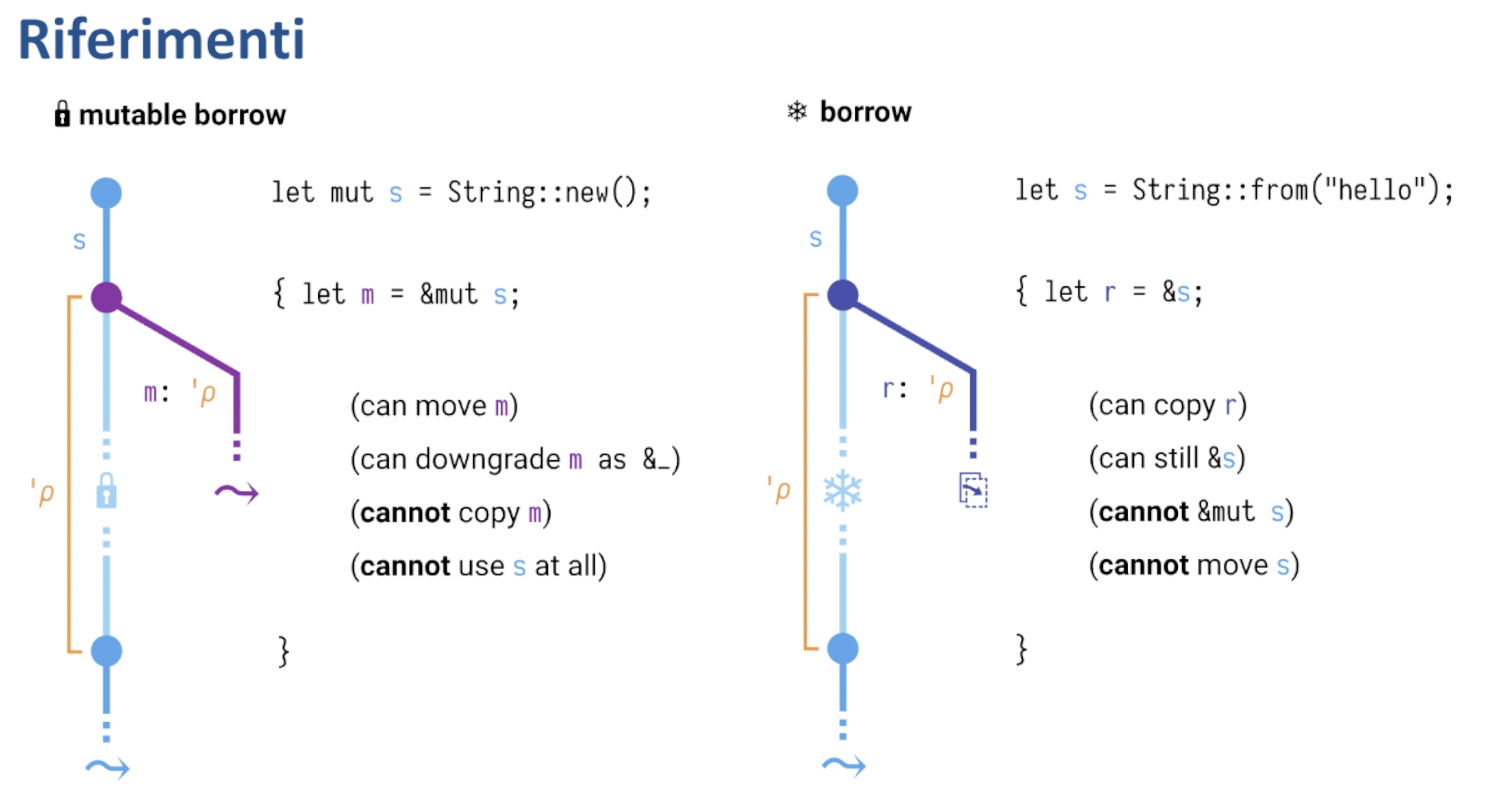 Riferimenti
mutable borrow
let mut s = String::new();
s
{ let m = &mut s;
m: 'ρ
(can move m)
(can downgrade m as &_)
'ρ
(cannot copy m)
(cannot use s at all)
}
borrow
let s = String::from("hello");
s
{ let r = &s;
r: 'ρ
(can copy r)
(can still &s)
'ρ
(cannot &mut s)
(cannot move s)
}